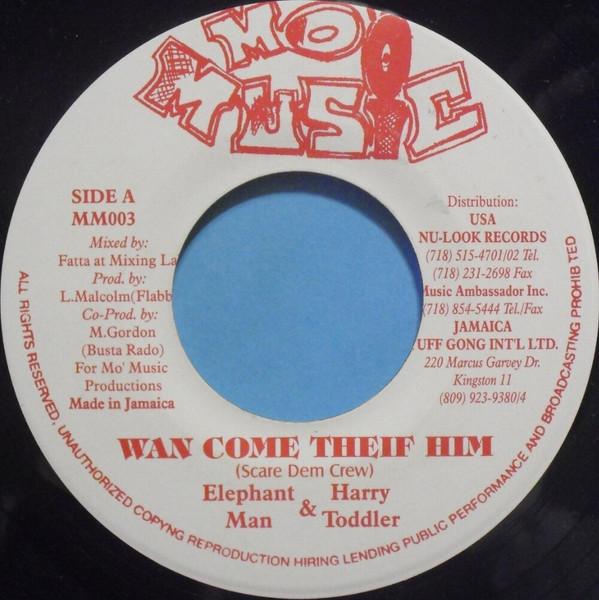 MO'
MUSIC
SIDE A
MM003
Mixed by:
Fatta at Mixing La
Prod. by:
L.Malcolm(Flabb
Co-Prod. by:
M.Gordon
(Busta Rado)
For Mo' Music
Productions
Made in Jamaica
Distribution:
USA
NU-LOOK RECORDS
(718) 515-4701/02 Tel.
(718) 231-2698 Fax
Music Ambassador Inc.
(718) 854-5444 Tel./Fax
JAMAICA
UFF GONG INT'L LTD.
220 Marcus Garvey Dr.
Kingston 11
(809) 923-9380/4
WAN COME THEIF HIM
(Scare Dem Crew)
Elephant Harry
Man & Toddler
ALL RIGHTS RESERVED, UNAUTHORIZED COPYNG REPRODUCTION HIRING LENDING PUBLIC PERFORMANCE AND BROADCASTING PROHIB TED